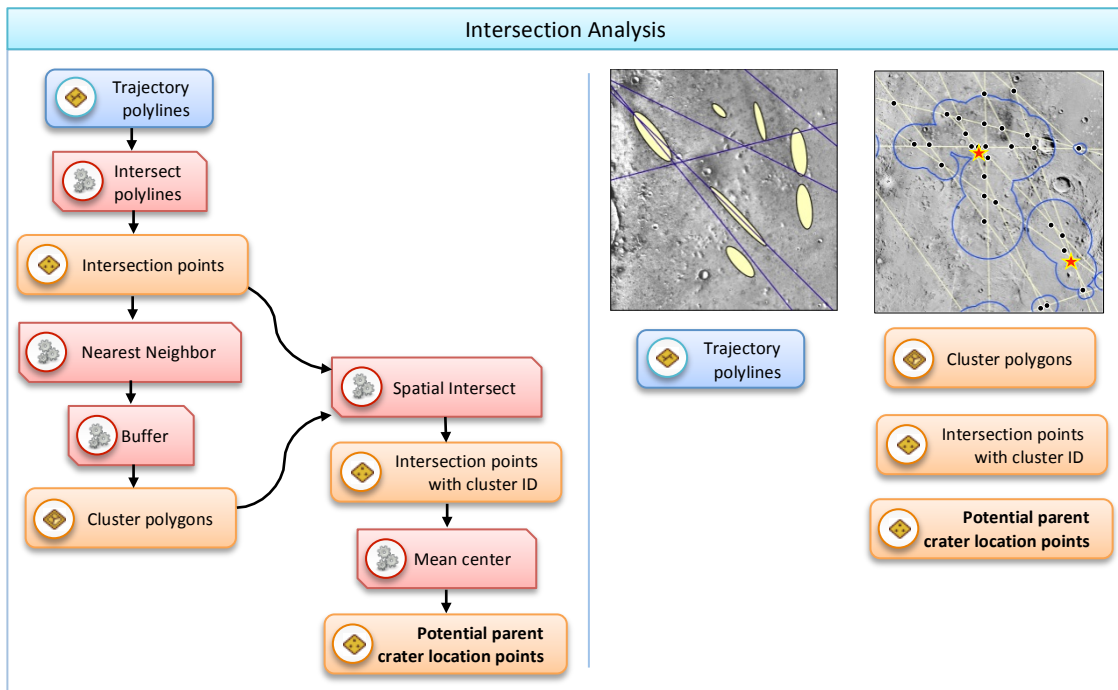 Intersection Analysis
Trajectory
polylines
Intersect
polylines
Intersection points
Nearest Neighbor
Buffer
Cluster polygons
Spatial Intersect
Intersection points
with cluster ID
Mean center
Potential parent
crater location points
Trajectory
polylines
Cluster polygons
Intersection points
with cluster ID
Potential parent
crater location points